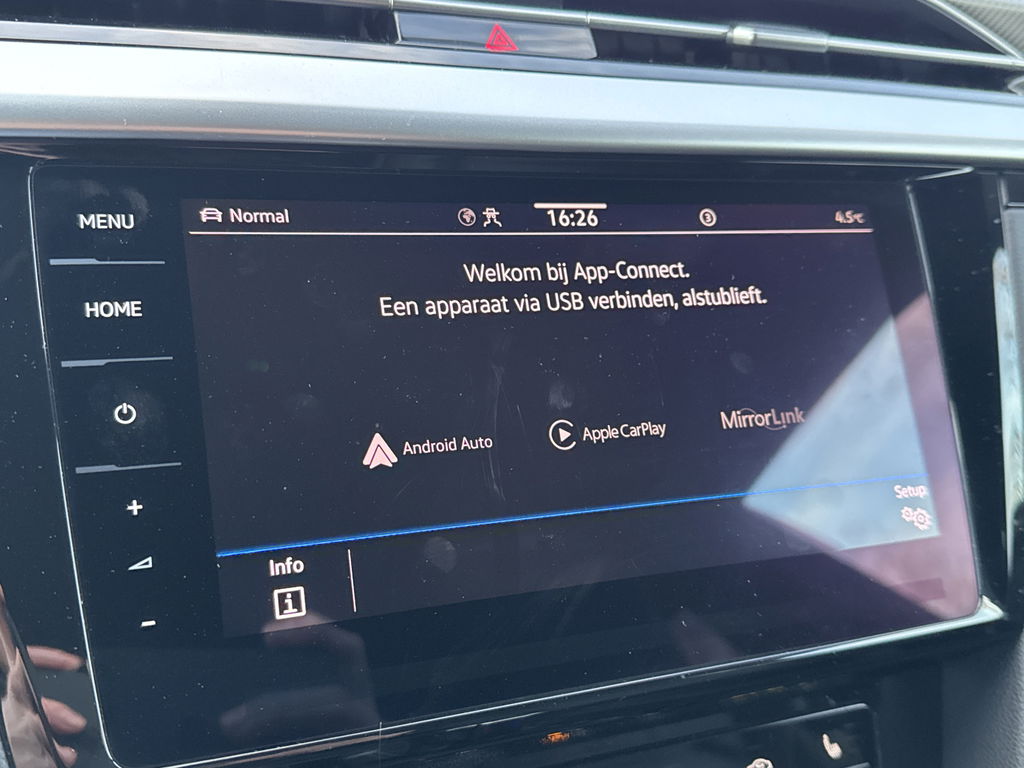 MENU
Normal
16:26
3
4.5°C
HOME
Welkom bij App-Connect.
Een apparaat via USB verbinden, alstublieft.
Android Auto
Apple CarPlay
MirrorLink
+
-
Setup
Info
i